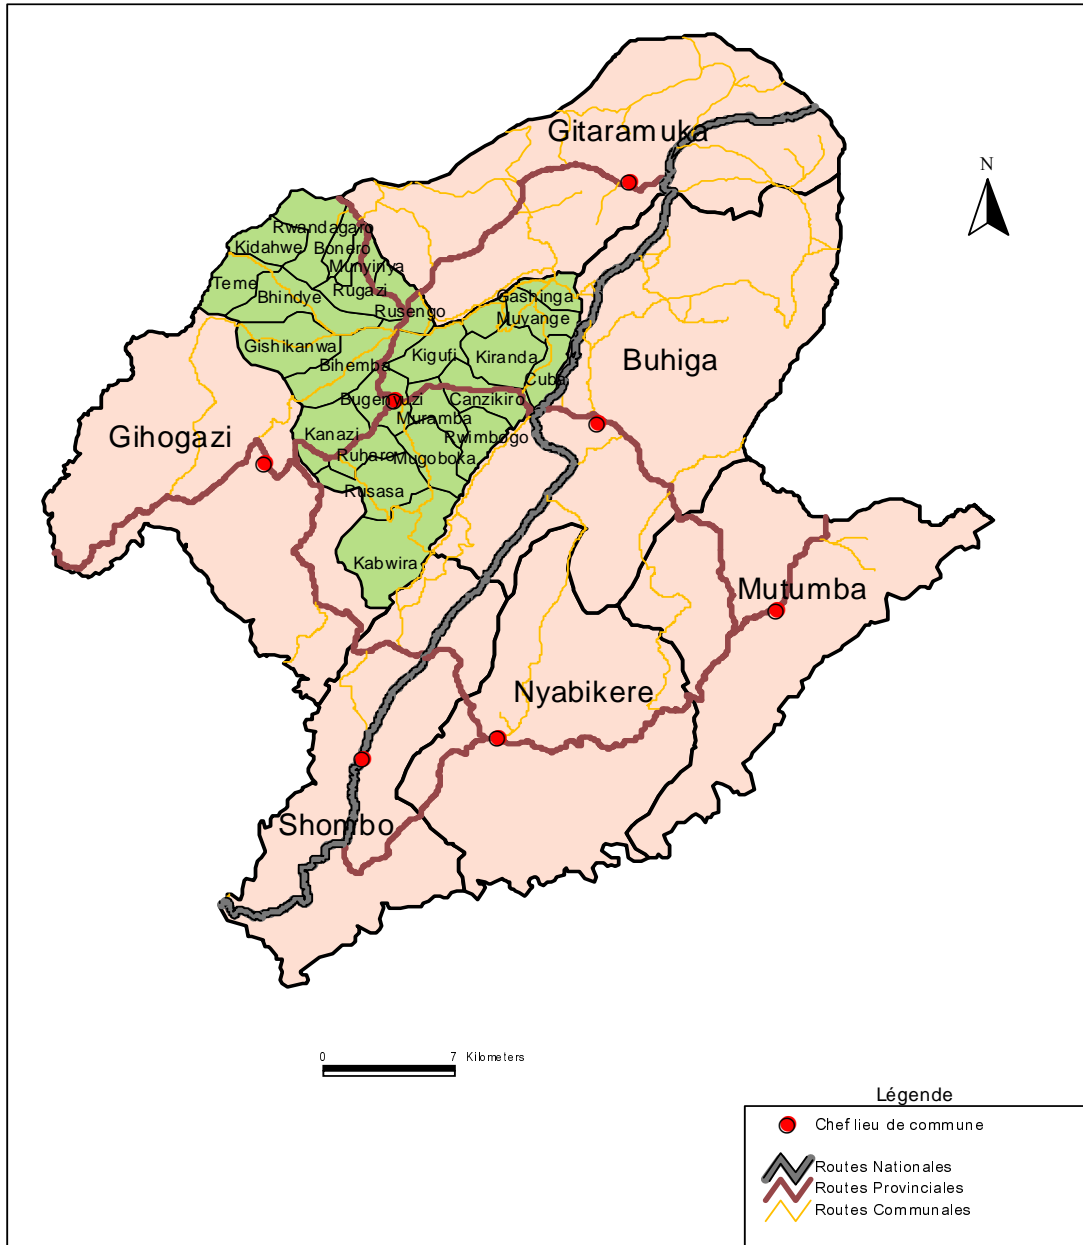 Gitaramuka
N
Rwandagaro
Kidahwe
Bonero
Munyinya
Teme
Bhindye
Rugazi
Rusengo
Gashinga
Muyange
Gishikanwa
Bihemba
Kigufi
Kiranda
Buhiga
Cuba
Bugenyuzi
Canzikiro
Muramba
Gihogazi
Kanazi
Rwimbogo
Ruharo
Mugoboka
Rusasa
Kabwira
Mutumba
Nyabikere
Shombo
0 7 Kilometers
Légende
Chef lieu de commune
Routes Nationales
Routes Provinciales
Routes Communales